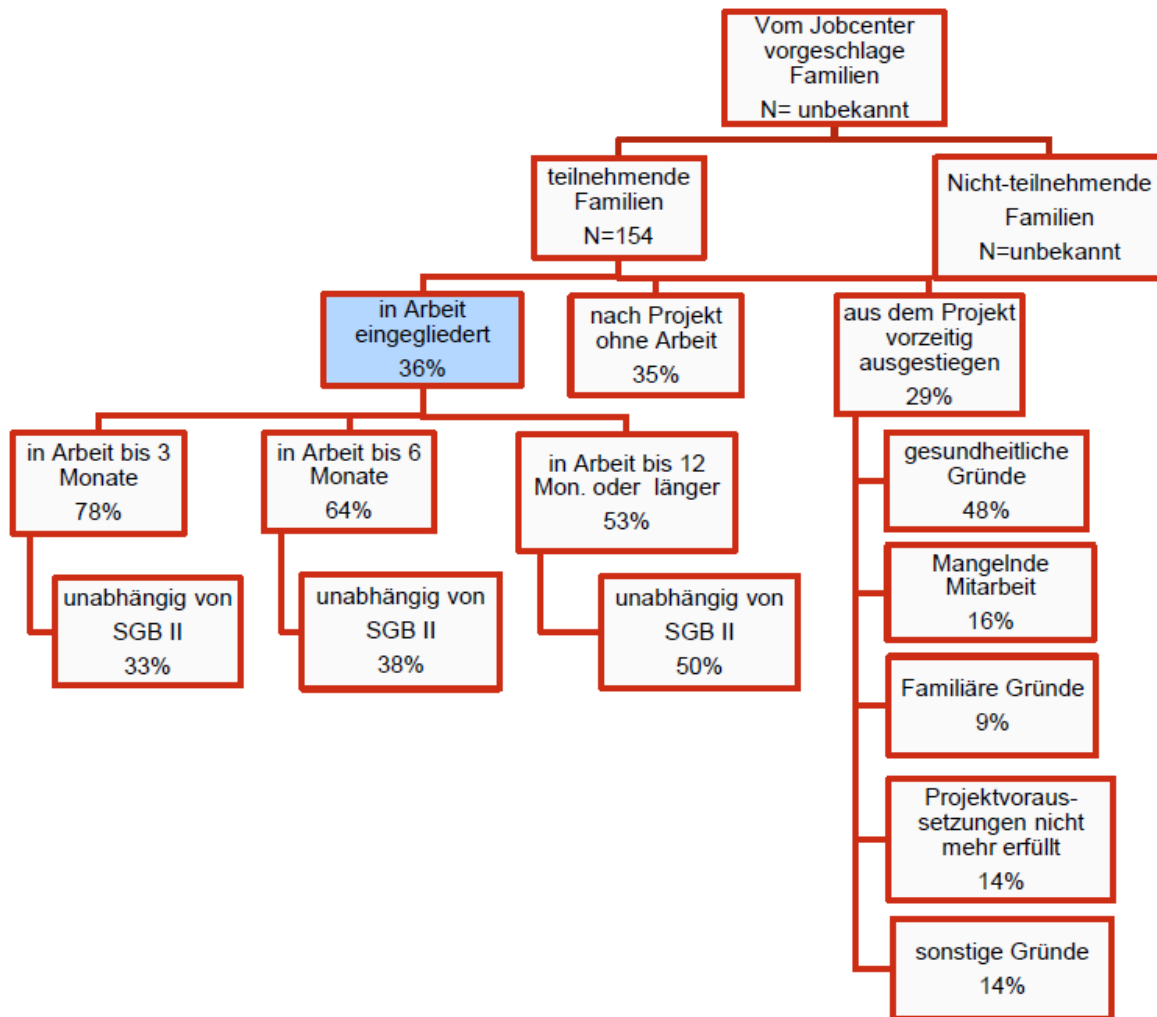 Vom Jobcenter
vorgeschlage
Familien
N= unbekannt
teilnehmende
Familien
N=154
Nicht-teilnehmende
Familien
N=unbekannt
in Arbeit
eingegliedert
36%
nach Projekt
ohne Arbeit
35%
aus dem Projekt
vorzeitig
ausgestiegen
29%
in Arbeit bis 3
Monate
78%
in Arbeit bis 6
Monate
64%
in Arbeit bis 12
Mon. oder länger
53%
unabhängig von
SGB II
33%
unabhängig von
SGB II
38%
unabhängig von
SGB II
50%
gesundheitliche
Gründe
48%
Mangelnde
Mitarbeit
16%
Familiäre Gründe
9%
Projektvoraus-
setzungen nicht
mehr erfüllt
14%
sonstige Gründe
14%